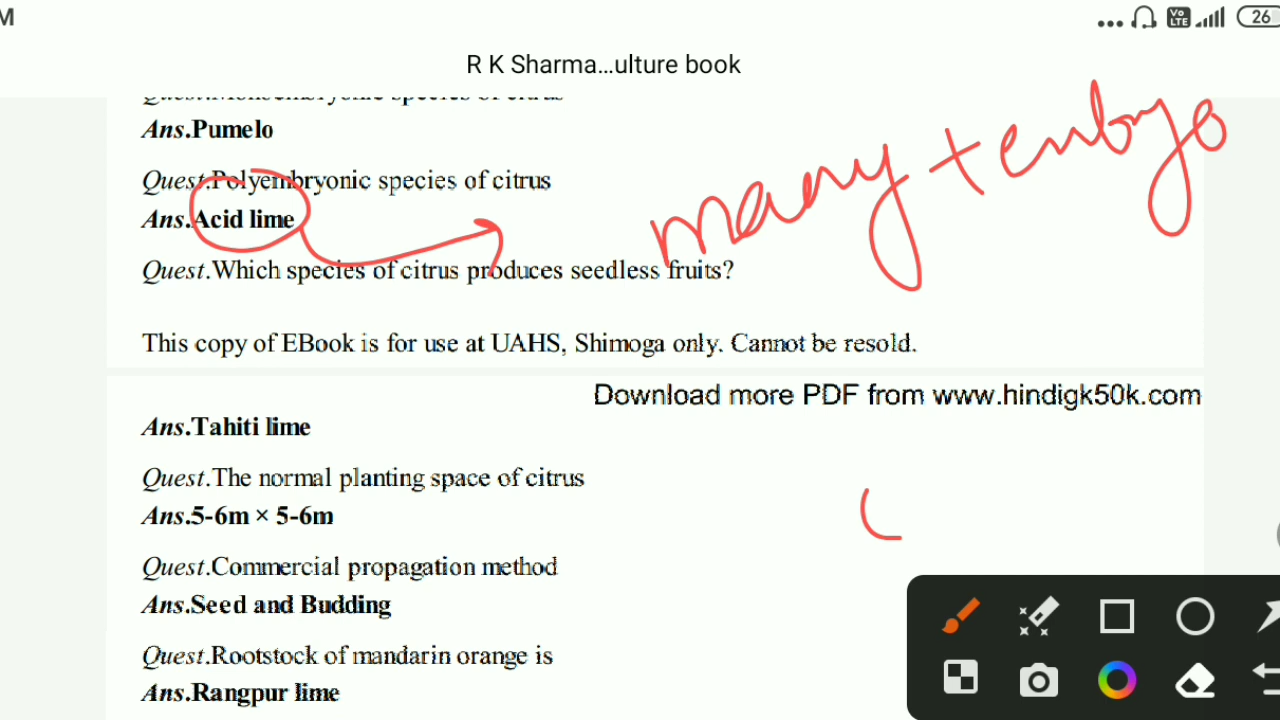 M
Vo LTE 26
R K Sharma...ulture book
Ans.Pumelo
Quest.Polyembryonic species of citrus
Ans.Acid lime
many + embryo
Quest.Which species of citrus produces seedless fruits?
This copy of EBook is for use at UAHS, Shimoga only. Cannot be resold.
Download more PDF from www.hindigk50k.com
Ans.Tahiti lime
Quest.The normal planting space of citrus
Ans.5-6m × 5-6m
Quest.Commercial propagation method
Ans.Seed and Budding
Quest.Rootstock of mandarin orange is
Ans.Rangpur lime